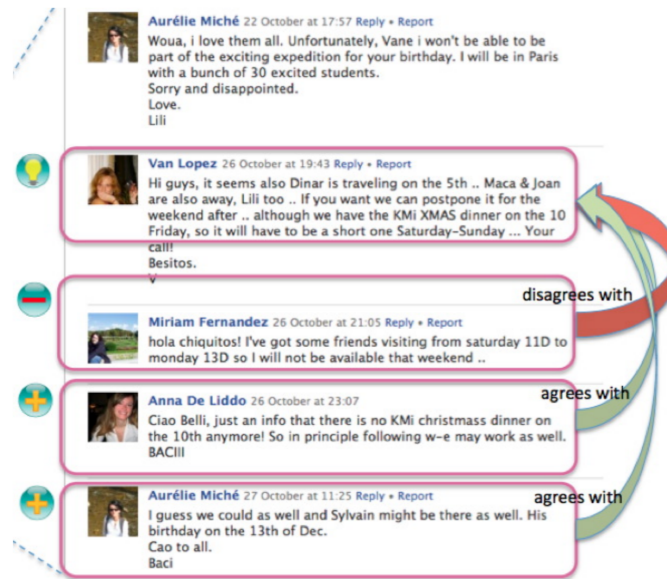 Aurélie Miché 22 October at 17:57 Reply • Report
Woua, i love them all. Unfortunately, Vane i won't be able to be
part of the exciting expedition for your birthday. I will be in Paris
with a bunch of 30 excited students.
Sorry and disappointed.
Love.
Lili
Van Lopez 26 October at 19:43 Reply • Report
Hi guys, it seems also Dinar is traveling on the 5th .. Maca & Joan
are also away, Lili too .. If you want we can postpone it for the
weekend after .. although we have the KMi XMAS dinner on the 10
Friday, so it will have to be a short one Saturday-Sunday ... Your
call!
Besitos.
V
disagrees with
Miriam Fernandez 26 October at 21:05 Reply • Report
hola chiquitos! I've got some friends visiting from saturday 11D to
monday 13D so I will not be available that weekend ..
agrees with
Anna De Liddo 26 October at 23:07
Ciao Belli, just an info that there is no KMi christmass dinner on
the 10th anymore! So in principle following w-e may work as well.
BACIII
agrees with
Aurélie Miché 27 October at 11:25 Reply • Report
I guess we could as well and Sylvain might be there as well. His
birthday on the 13th of Dec.
Cao to all.
Baci